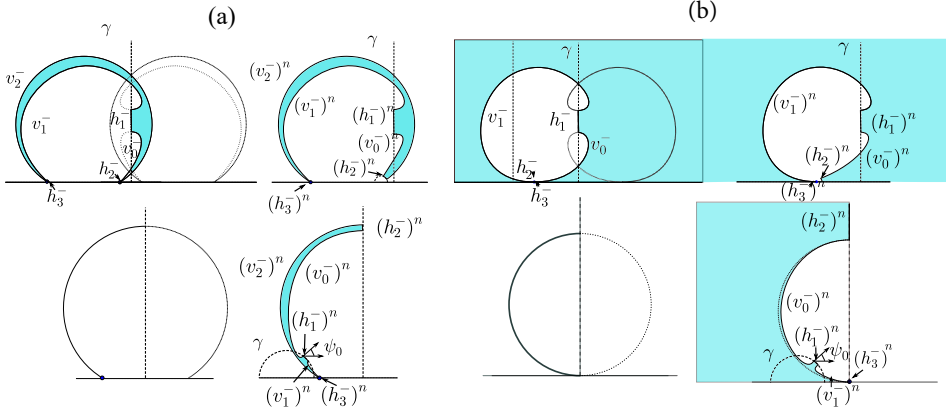 (a)
γ
v₂⁻
v₁⁻
h₁⁻
v₀⁻
h₂⁻
h₃⁻
γ
(v₂⁻)ⁿ
(v₁⁻)ⁿ
(h₁⁻)ⁿ
(v₀⁻)ⁿ
(h₂⁻)ⁿ
(h₃⁻)ⁿ
(h₂⁻)ⁿ
(v₂⁻)ⁿ
(v₀⁻)ⁿ
(h₁⁻)ⁿ
γ
ψ₀
(v₁⁻)ⁿ
(h₃⁻)ⁿ
(b)
γ
v₁⁻
h₁⁻
v₀⁻
h₂⁻
h₃⁻
γ
(v₁⁻)ⁿ
(h₁⁻)ⁿ
(h₂⁻)ⁿ
(v₀⁻)ⁿ
(h₃⁻)ⁿ
(h₂⁻)ⁿ
(v₀⁻)ⁿ
(h₁⁻)ⁿ
γ
ψ₀
(h₃⁻)ⁿ
(v₁⁻)ⁿ